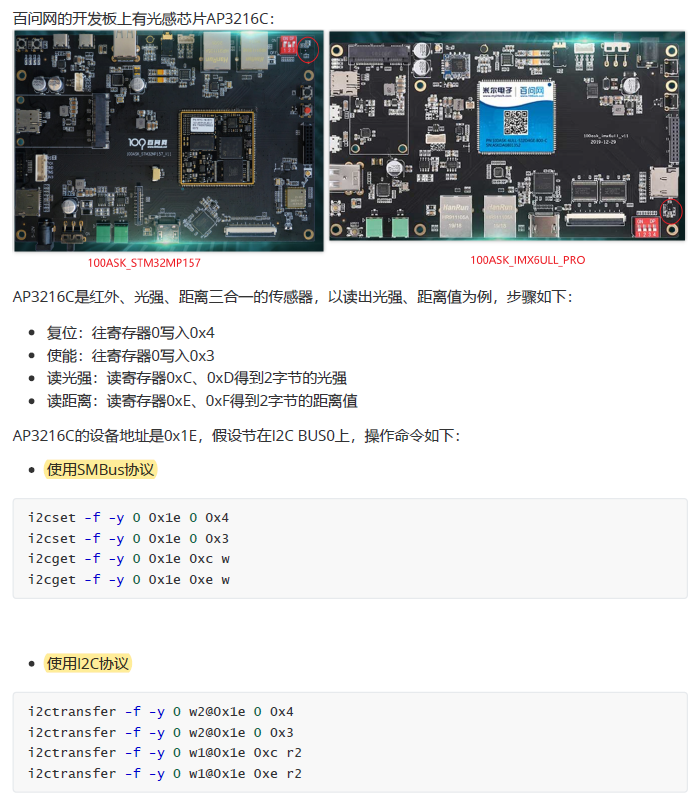 百问网的开发板上有光感芯片AP3216C：
100ask_imx6ull_v11
2019-12-29
米尔电子
百问网
100ASK_STM32MP157
100ASK_IMX6ULL_PRO
AP3216C是红外、光强、距离三合一的传感器，以读出光强、距离值为例，步骤如下：
• 复位：往寄存器0写入0x4
• 使能：往寄存器0写入0x3
• 读光强：读寄存器0xC、0xD得到2字节的光强
• 读距离：读寄存器0xE、0xF得到2字节的距离值
AP3216C的设备地址是0x1E，假设节在I2C BUS0上，操作命令如下：
• 使用SMBus协议
i2cset -f -y 0 0x1e 0 0x4
i2cset -f -y 0 0x1e 0 0x3
i2cget -f -y 0 0x1e 0xc w
i2cget -f -y 0 0x1e 0xe w
• 使用I2C协议
i2ctransfer -f -y 0 w2@0x1e 0 0x4
i2ctransfer -f -y 0 w2@0x1e 0 0x3
i2ctransfer -f -y 0 w1@0x1e 0xc r2
i2ctransfer -f -y 0 w1@0x1e 0xe r2